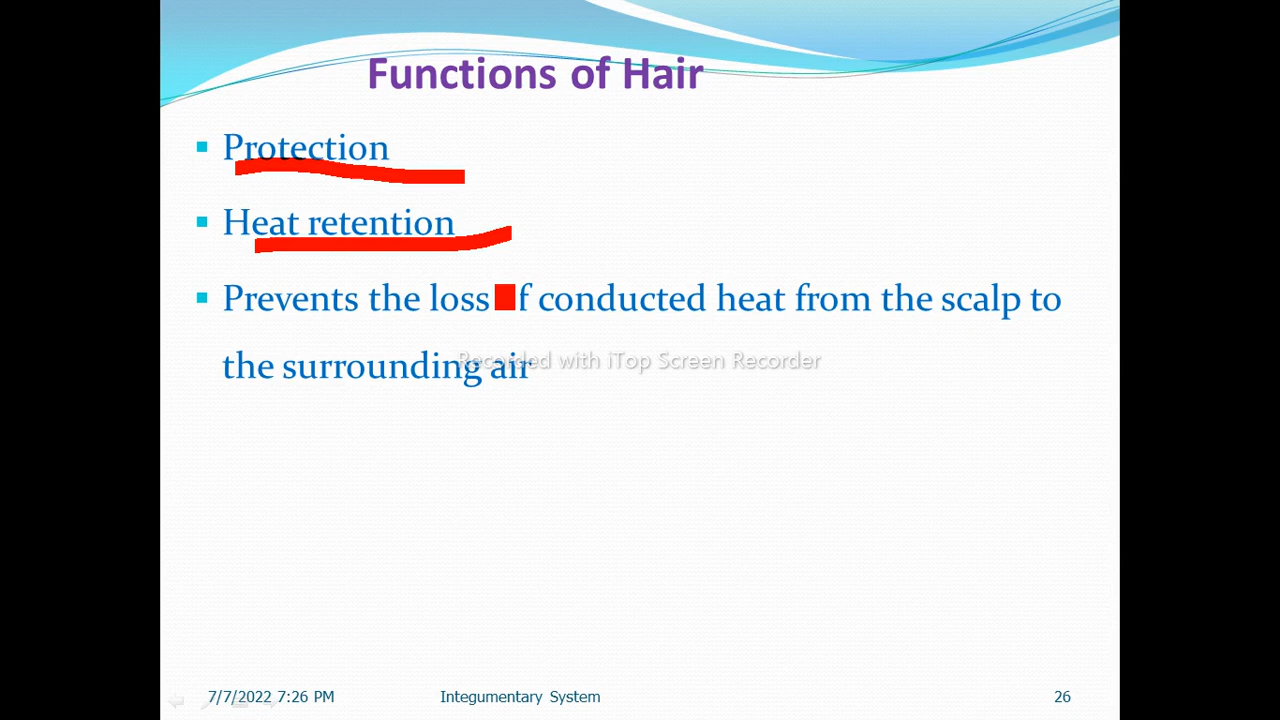 Functions of Hair
Protection
Heat retention
Prevents the loss f conducted heat from the scalp to
the surrounding air
Recorded with iTop Screen Recorder
7/7/2022 7:26 PM Integumentary System 26